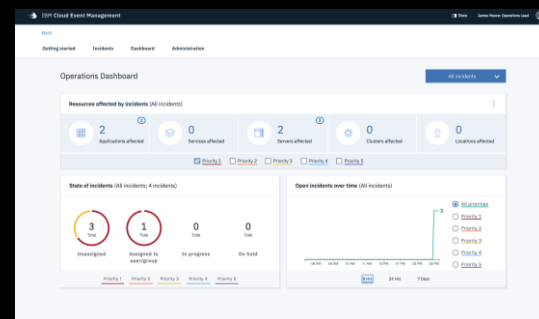 IBM Cloud Event Management
Docs
James Moore: Operations Lead
Back
Getting started Incidents Dashboard Administration
Operations Dashboard
All incidents
Resources affected by incidents (All incidents)
2 Applications affected
0 Services affected
2 Servers affected
0 Clusters affected
0 Locations affected
Priority 1 Priority 2 Priority 3 Priority 4 Priority 5
State of incidents (All incidents; 4 incidents)
3 Total
Unassigned
1 Total
Assigned to user/group
0 Total
In progress
0 Total
On hold
Priority 1 Priority 2 Priority 3 Priority 4 Priority 5
Open incidents over time (All incidents)
3
All priorities
Priority 1
Priority 2
Priority 3
Priority 4
Priority 5
8 Hrs 24 Hrs 7 Days